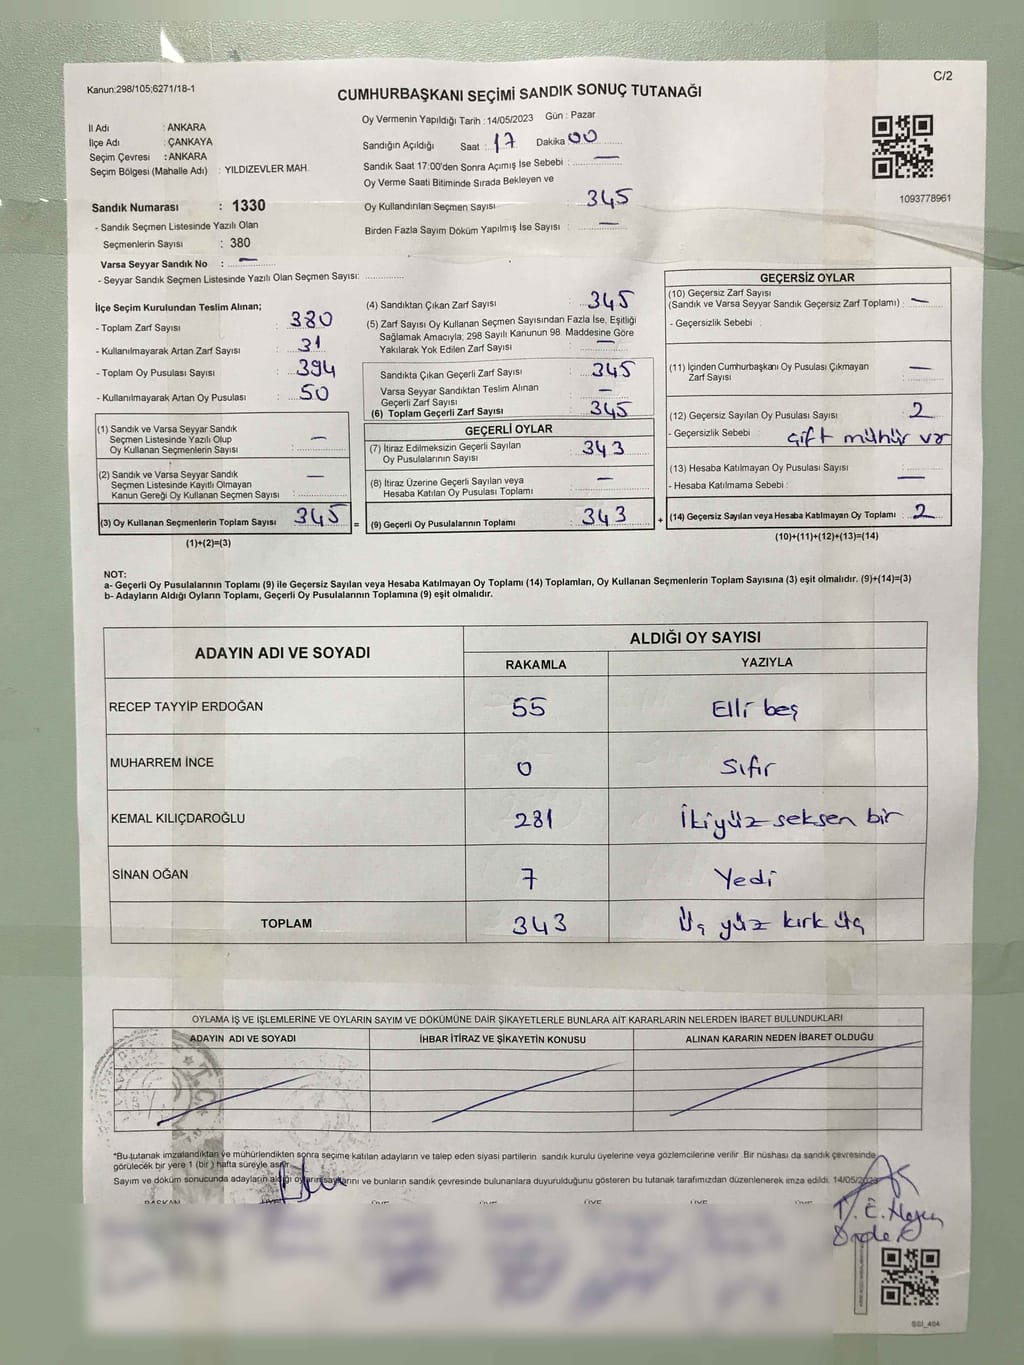 Kanun:298/105;6271/18-1
C/2
CUMHURBAŞKANI SEÇİMİ SANDIK SONUÇ TUTANAĞI
İl Adı : ANKARA
İlçe Adı : ÇANKAYA
Seçim Çevresi : ANKARA
Seçim Bölgesi (Mahalle Adı) : YILDIZEVLER MAH.
Oy Vermenin Yapıldığı Tarih : 14/05/2023 Gün : Pazar
Sandığın Açıldığı Saat : 17 Dakika 00
Sandık Saat 17:00'den Sonra Açımış İse Sebebi : —
Oy Verme Saati Bitiminde Sırada Bekleyen ve
Oy Kullandırılan Seçmen Sayısı : 345
Birden Fazla Sayım Döküm Yapılmış İse Sayısı : —
1093778961
Sandık Numarası : 1330
- Sandık Seçmen Listesinde Yazılı Olan
Seçmenlerin Sayısı : 380
Varsa Seyyar Sandık No : —
- Seyyar Sandık Seçmen Listesinde Yazılı Olan Seçmen Sayısı:
İlçe Seçim Kurulundan Teslim Alınan;
- Toplam Zarf Sayısı : 380
- Kullanılmayarak Artan Zarf Sayısı : 31
- Toplam Oy Pusulası Sayısı : 394
- Kullanılmayarak Artan Oy Pusulası : 50
(1) Sandık ve Varsa Seyyar Sandık
Seçmen Listesinde Yazılı Olup
Oy Kullanan Seçmenlerin Sayısı : —
(2) Sandık ve Varsa Seyyar Sandık
Seçmen Listesinde Kayıtlı Olmayan
Kanun Gereği Oy Kullanan Seçmen Sayısı : —
(3) Oy Kullanan Seçmenlerin Toplam Sayısı 345 =
(1)+(2)=(3)
(4) Sandıktan Çıkan Zarf Sayısı : 345
(5) Zarf Sayısı Oy Kullanan Seçmen Sayısından Fazla İse, Eşitliği
Sağlamak Amacıyla; 298 Sayılı Kanunun 98. Maddesine Göre
Yakılarak Yok Edilen Zarf Sayısı : —
Sandıkta Çıkan Geçerli Zarf Sayısı : 345
Varsa Seyyar Sandıktan Teslim Alınan
Geçerli Zarf Sayısı : —
(6) Toplam Geçerli Zarf Sayısı : 345
GEÇERLİ OYLAR
(7) İtiraz Edilmeksizin Geçerli Sayılan
Oy Pusulalarının Sayısı : 343
(8) İtiraz Üzerine Geçerli Sayılan veya
Hesaba Katılan Oy Pusulası Toplamı : —
(9) Geçerli Oy Pusulalarının Toplamı : 343 +
GEÇERSİZ OYLAR
(10) Geçersiz Zarf Sayısı
(Sandık ve Varsa Seyyar Sandık Geçersiz Zarf Toplamı) : —
- Geçersizlik Sebebi :
(11) İçinden Cumhurbaşkanı Oy Pusulası Çıkmayan
Zarf Sayısı : —
(12) Geçersiz Sayılan Oy Pusulası Sayısı : 2
- Geçersizlik Sebebi : Çift mühür var
(13) Hesaba Katılmayan Oy Pusulası Sayısı :
- Hesaba Katılmama Sebebi : —
(14) Geçersiz Sayılan veya Hesaba Katılmayan Oy Toplamı : 2
(10)+(11)+(12)+(13)=(14)
NOT:
a- Geçerli Oy Pusulalarının Toplamı (9) ile Geçersiz Sayılan veya Hesaba Katılmayan Oy Toplamı (14) Toplamları, Oy Kullanan Seçmenlerin Toplam Sayısına (3) eşit olmalıdır. (9)+(14)=(3)
b- Adayların Aldığı Oyların Toplamı, Geçerli Oy Pusulalarının Toplamına (9) eşit olmalıdır.
ADAYIN ADI VE SOYADI
ALDIĞI OY SAYISI
RAKAMLA YAZIYLA
RECEP TAYYİP ERDOĞAN 55 Elli beş
MUHARREM İNCE 0 Sıfır
KEMAL KILIÇDAROĞLU 281 İkiyüz seksen bir
SİNAN OĞAN 7 Yedi
TOPLAM 343 Üç yüz kırk üç
OYLAMA İŞ VE İŞLEMLERİNE VE OYLARIN SAYIM VE DÖKÜMÜNE DAİR ŞİKAYETLERLE BUNLARA AİT KARARLARIN NELERDEN İBARET BULUNDUKLARI
ADAYIN ADI VE SOYADI İHBAR İTİRAZ VE ŞİKAYETİN KONUSU ALINAN KARARIN NEDEN İBARET OLDUĞU
*Bu tutanak imzalandıktan ve mühürlendikten sonra seçime katılan adayların ve talep eden siyasi partilerin sandık kurulu üyelerine veya gözlemcilerine verilir. Bir nüshası da sandık çevresinde
görülecek bir yere 1 (bir) hafta süreyle asılır.
Sayım ve döküm sonucunda adayların aldığı oyların sayılarını ve bunların sandık çevresinde bulunanlara duyurulduğunu gösteren bu tutanak tarafımızdan düzenlenerek imza edildi. 14/05/2023
BAŞKAN ÜYE ÜYE ÜYE ÜYE ÜYE
T.C.